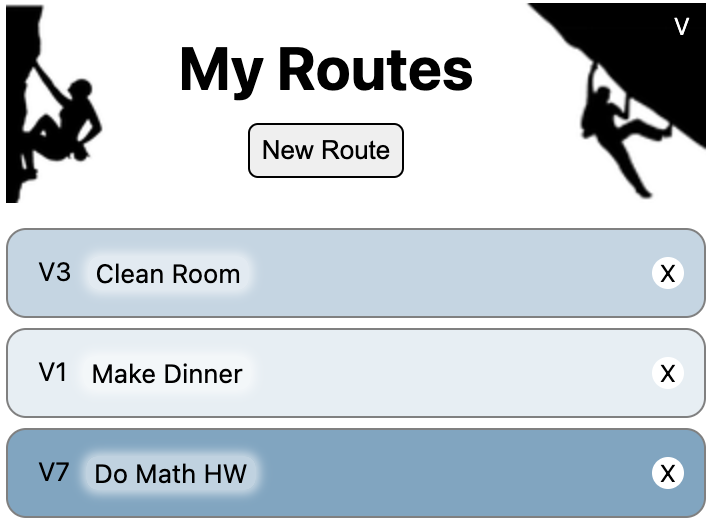 V
My Routes
New Route
V3 Clean Room X
V1 Make Dinner X
V7 Do Math HW X